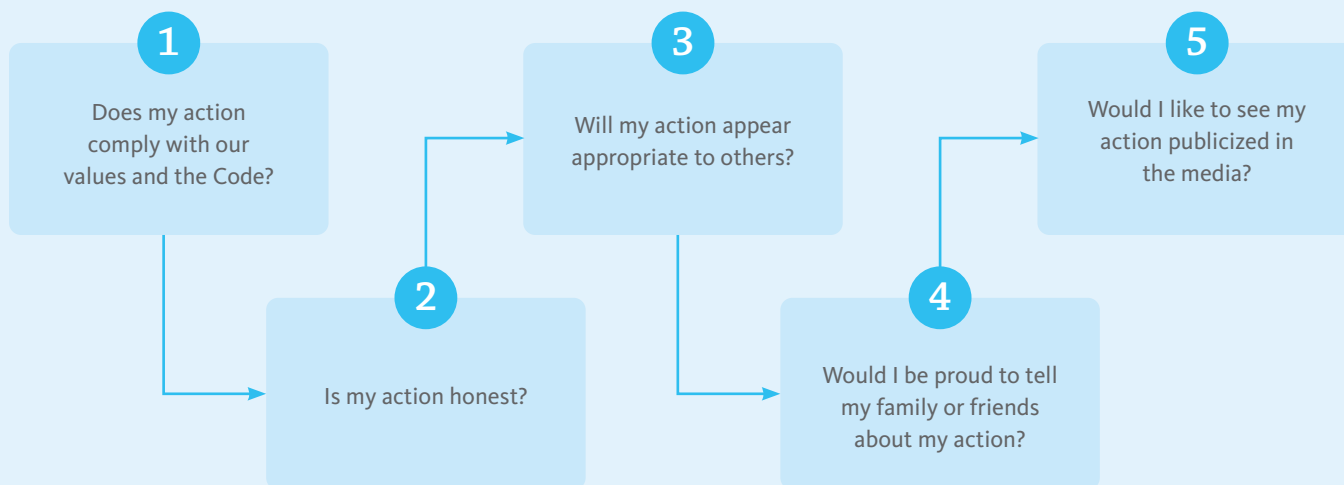 1
Does my action
comply with our
values and the Code?
2
Is my action honest?
3
Will my action appear
appropriate to others?
4
Would I be proud to tell
my family or friends
about my action?
5
Would I like to see my
action publicized in
the media?